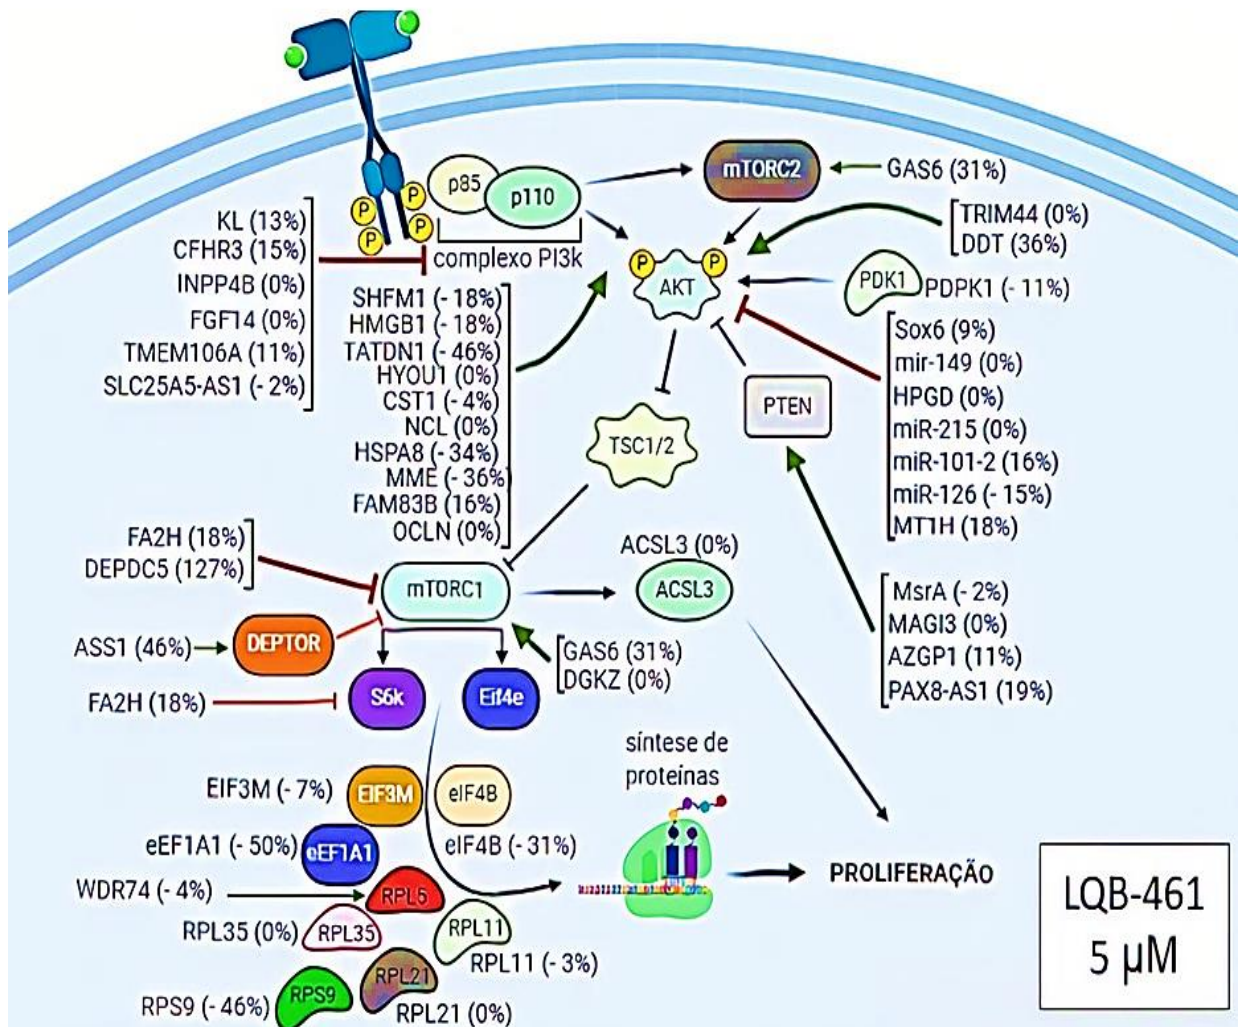 P
P
P
P
p85
p110
complexo PI3k
mTORC2
GAS6 (31%)
TRIM44 (0%)
DDT (36%)
KL (13%)
CFHR3 (15%)
INPP4B (0%)
FGF14 (0%)
TMEM106A (11%)
SLC25A5-AS1 (- 2%)
P
P
AKT
PDK1
PDPK1 (- 11%)
SHFM1 (- 18%)
HMGB1 (- 18%)
TATDN1 (- 46%)
HYOU1 (0%)
CST1 (- 4%)
NCL (0%)
HSPA8 (- 34%)
MME (- 36%)
FAM83B (16%)
OCLN (0%)
Sox6 (9%)
mir-149 (0%)
HPGD (0%)
miR-215 (0%)
miR-101-2 (16%)
miR-126 (- 15%)
MT1H (18%)
PTEN
TSC1/2
FA2H (18%)
DEPDC5 (127%)
mTORC1
ACSL3 (0%)
ACSL3
MsrA (- 2%)
MAGI3 (0%)
AZGP1 (11%)
PAX8-AS1 (19%)
ASS1 (46%)
DEPTOR
GAS6 (31%)
DGKZ (0%)
FA2H (18%)
S6k
Eif4e
síntese de
proteinas
EIF3M (- 7%)
EIF3M
eIF4B
eIF4B (- 31%)
eEF1A1 (- 50%)
eEF1A1
WDR74 (- 4%)
RPL5
RPL35 (0%)
RPL35
RPL11
RPL11 (- 3%)
RPS9 (- 46%)
RPS9
RPL21
RPL21 (0%)
PROLIFERAÇÃO
LQB-461
5 µM